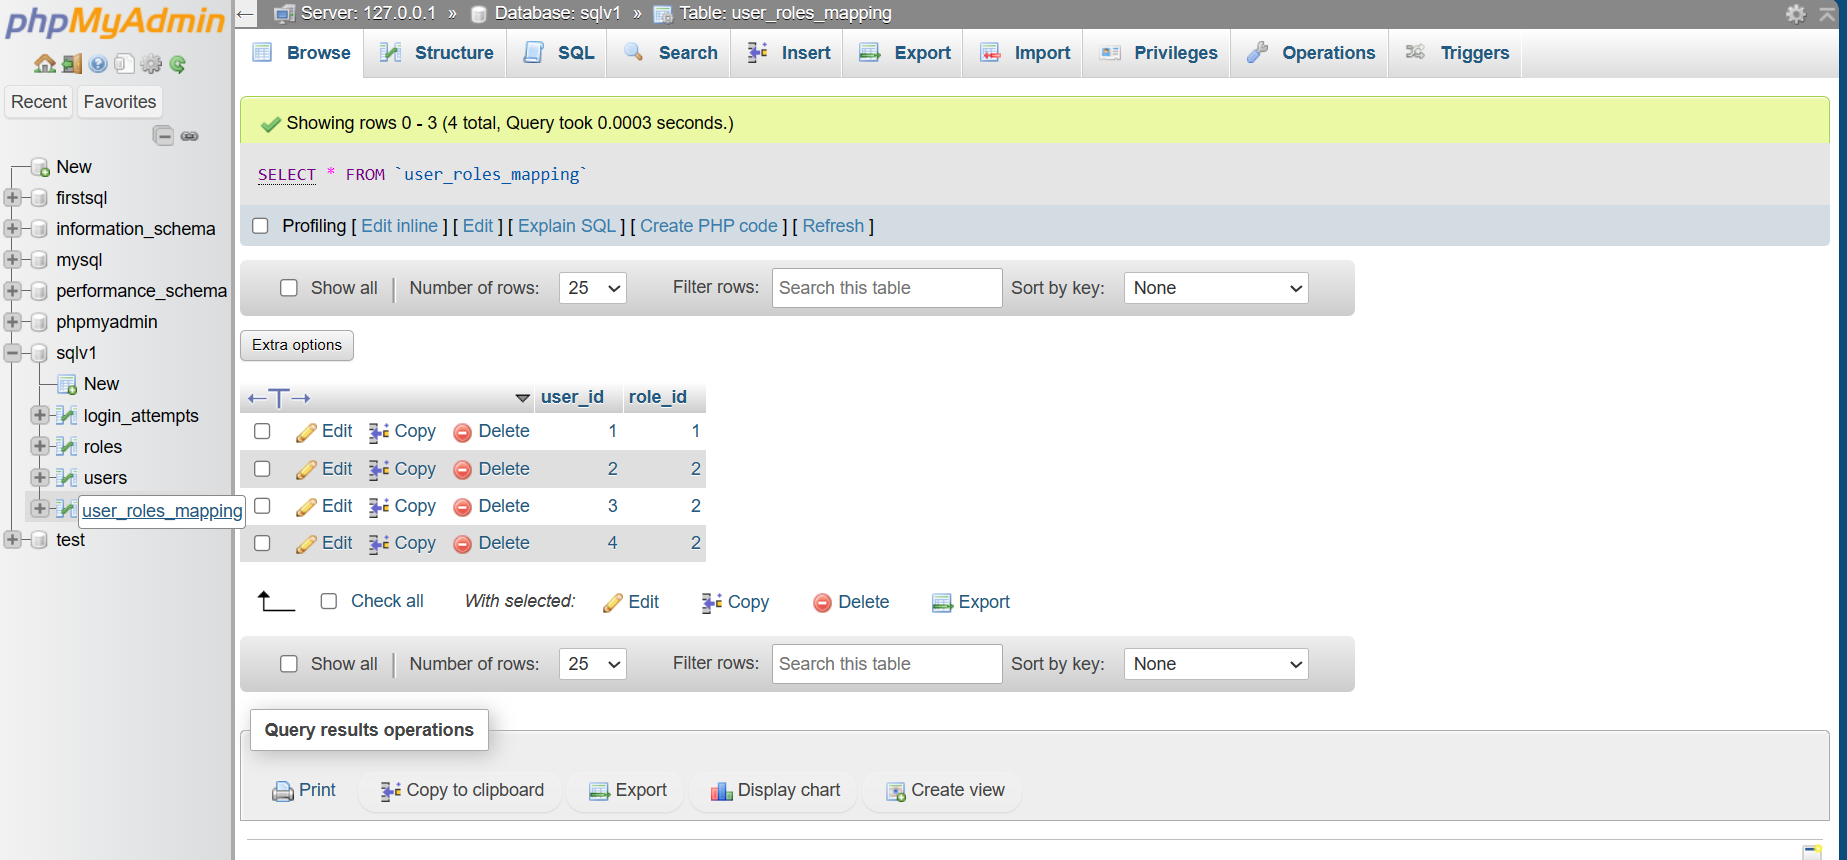 phpMyAdmin
Recent Favorites
New
firstsql
information_schema
mysql
performance_schema
phpmyadmin
sqlv1
New
login_attempts
roles
users
user_roles_mapping
test
Server: 127.0.0.1 » Database: sqlv1 » Table: user_roles_mapping
Browse Structure SQL Search Insert Export Import Privileges Operations Triggers
Showing rows 0 - 3 (4 total, Query took 0.0003 seconds.)
SELECT * FROM `user_roles_mapping`
Profiling [ Edit inline ] [ Edit ] [ Explain SQL ] [ Create PHP code ] [ Refresh ]
Show all | Number of rows: 25 Filter rows: Search this table Sort by key: None
Extra options
←T→ user_id role_id
Edit Copy Delete 1 1
Edit Copy Delete 2 2
Edit Copy Delete 3 2
Edit Copy Delete 4 2
Check all With selected: Edit Copy Delete Export
Show all | Number of rows: 25 Filter rows: Search this table Sort by key: None
Query results operations
Print Copy to clipboard Export Display chart Create view